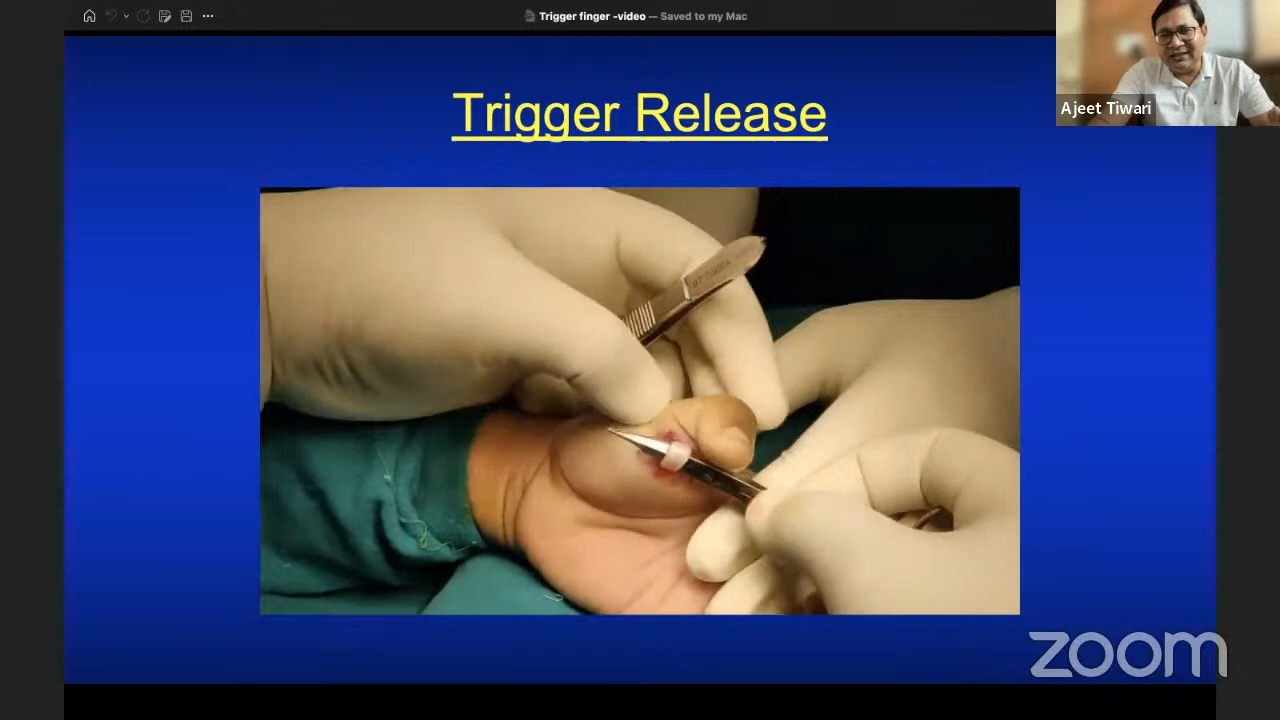 Trigger finger -video — Saved to my Mac
Ajeet Tiwari
Trigger Release
zoom